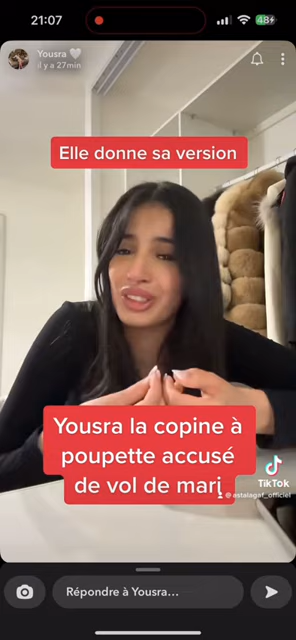 21:07
48
Yousra 🤍
il y a 27min
Elle donne sa version
Yousra la copine à
poupette accusé
de vol de mari
TikTok
@astalagaf_officiel
Répondre à Yousra...